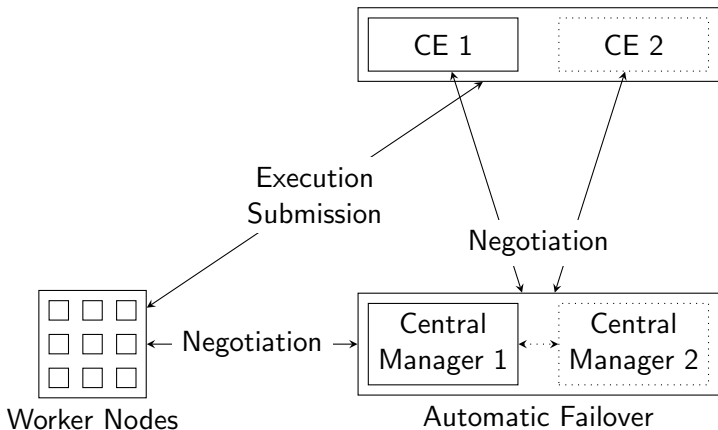 CE 1
CE 2
Execution
Submission
Negotiation
Negotiation
Central
Manager 1
Central
Manager 2
Worker Nodes
Automatic Failover